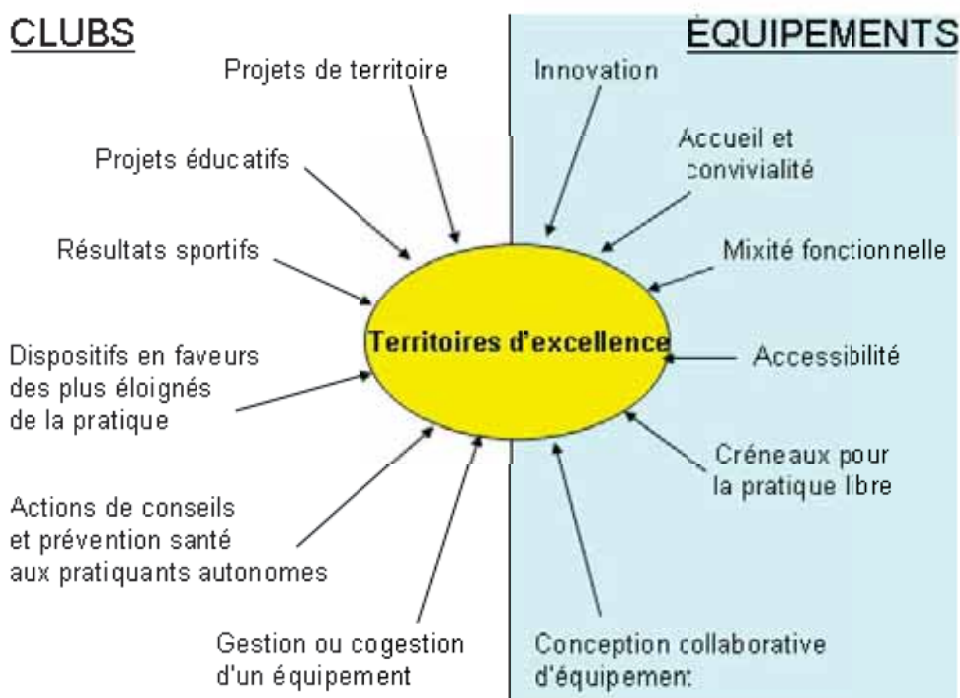 CLUBS
Projets de territoire
Projets éducatifs
Résultats sportifs
Dispositifs en faveurs
des plus éloignés
de la pratique
Actions de conseils
et prévention santé
aux pratiquants autonomes
Gestion ou cogestion
d'un équipement
Territoires d'excellence
ÉQUIPEMENTS
Innovation
Accueil et
convivialité
Mixité fonctionnelle
Accessibilité
Créneaux pour
la pratique libre
Conception collaborative
d'équipement